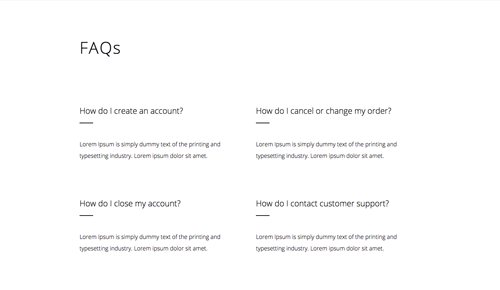 FAQs
How do I create an account?
Lorem Ipsum is simply dummy text of the printing and
typesetting industry. Lorem ipsum dolor sit amet.
How do I cancel or change my order?
Lorem Ipsum is simply dummy text of the printing and
typesetting industry. Lorem ipsum dolor sit amet.
How do I close my account?
Lorem Ipsum is simply dummy text of the printing and
typesetting industry. Lorem ipsum dolor sit amet.
How do I contact customer support?
Lorem Ipsum is simply dummy text of the printing and
typesetting industry. Lorem ipsum dolor sit amet.